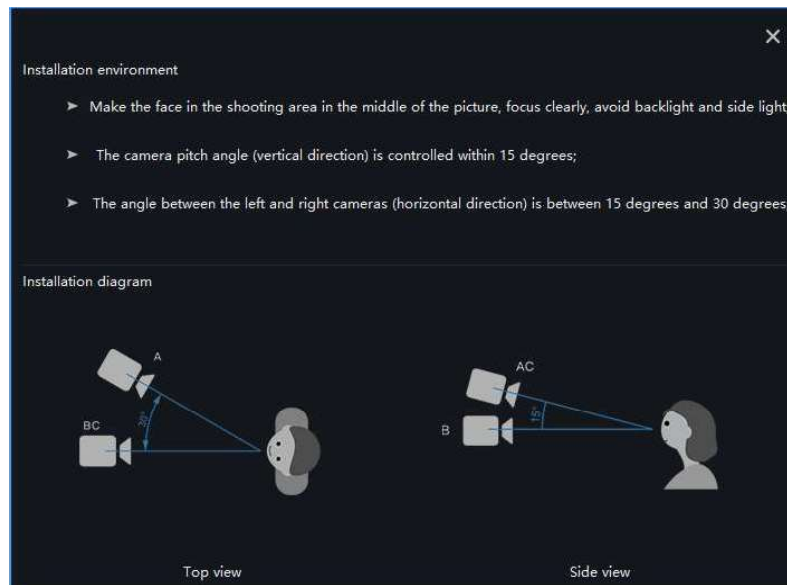 Installation environment
➤ Make the face in the shooting area in the middle of the picture, focus clearly, avoid backlight and side light
➤ The camera pitch angle (vertical direction) is controlled within 15 degrees;
➤ The angle between the left and right cameras (horizontal direction) is between 15 degrees and 30 degrees
Installation diagram
A
30°
BC
AC
15°
B
Top view
Side view